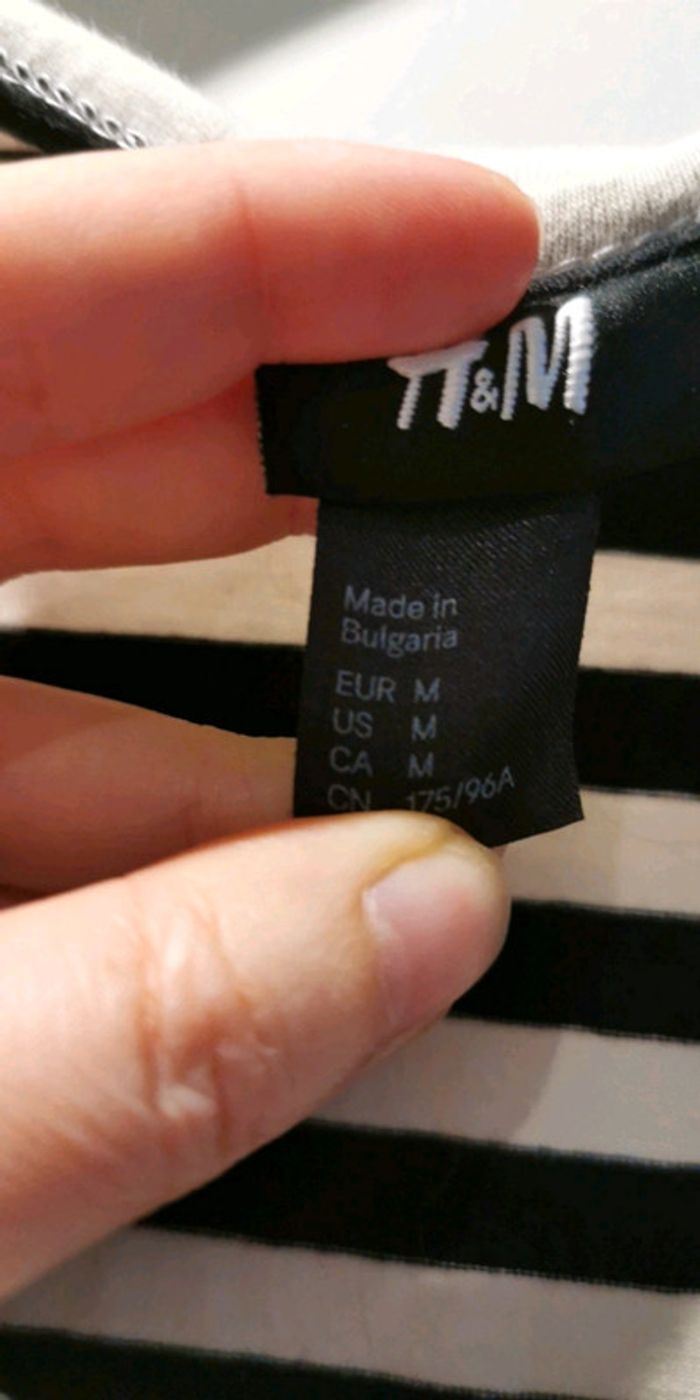 H&M
Made in
Bulgaria
EUR M
US M
CA M
CN 175/96A